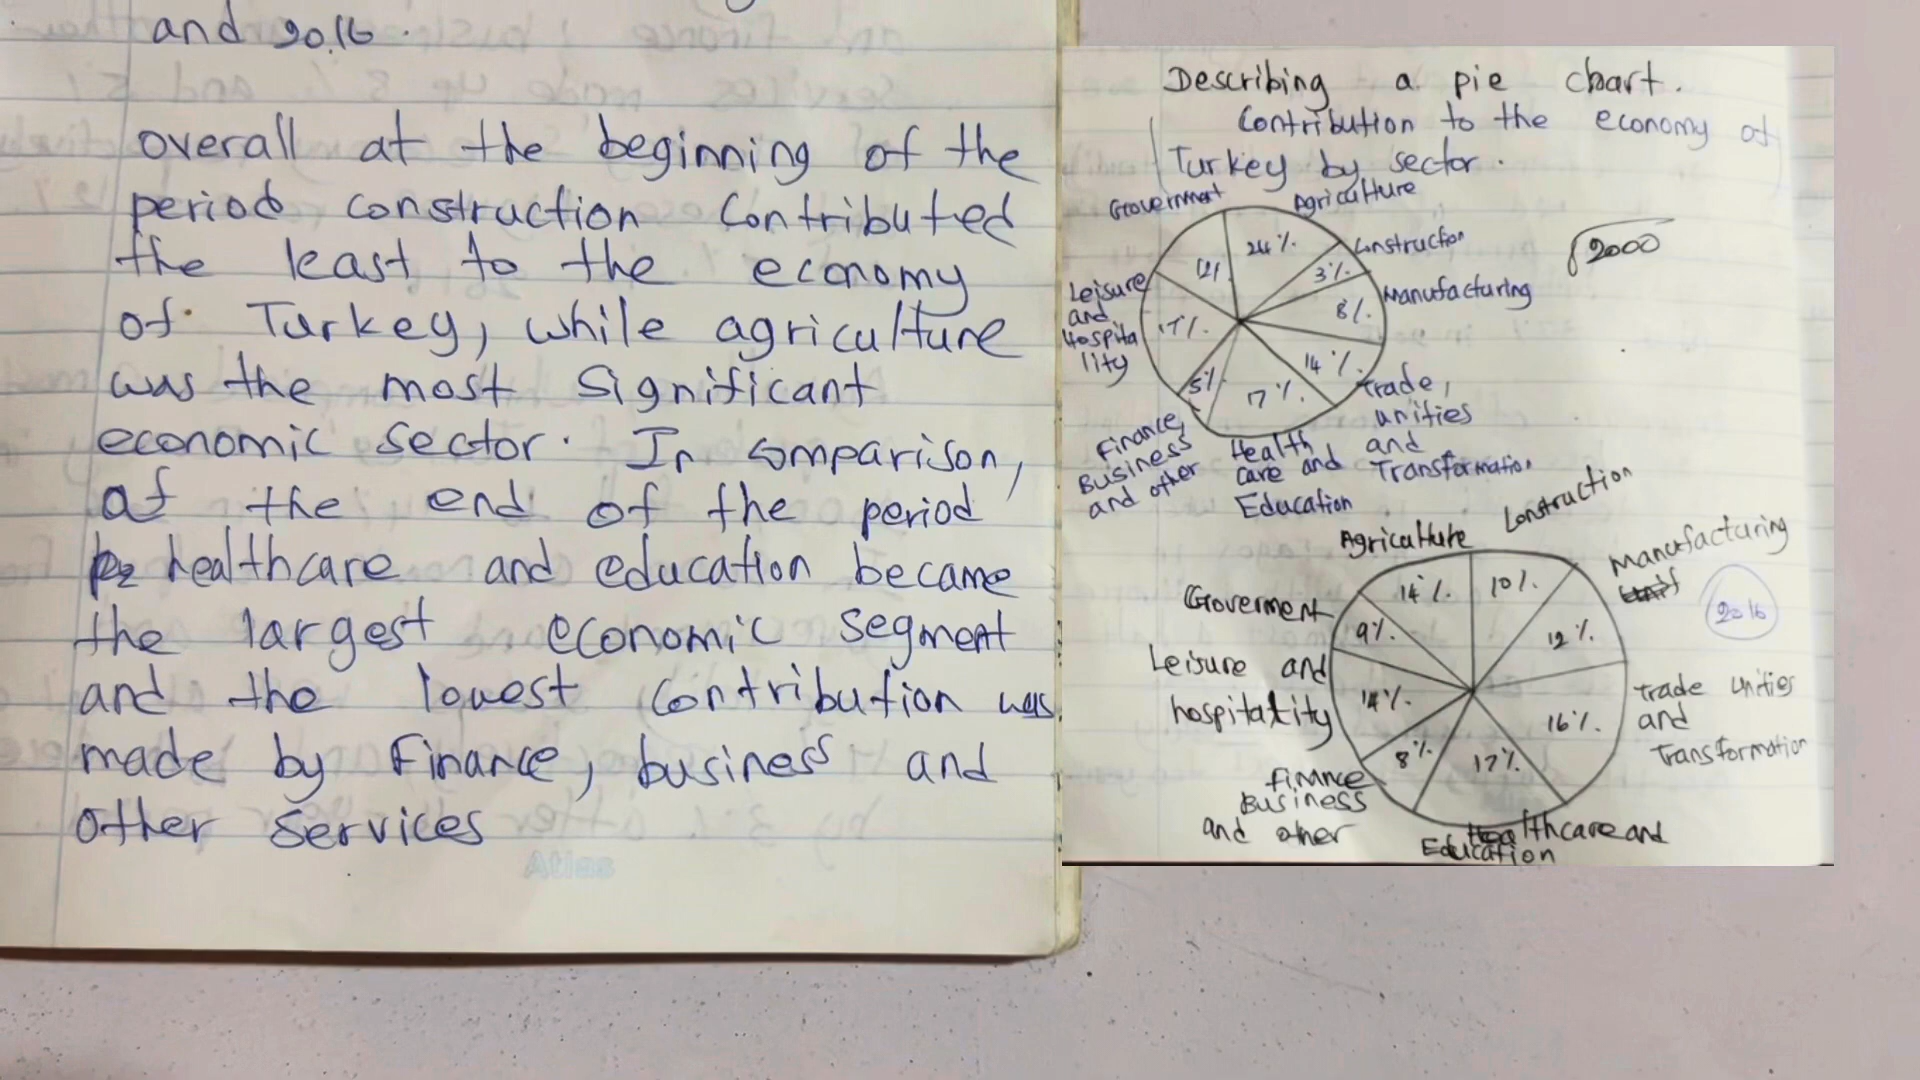 and 2016.
overall at the beginning of the
period construction contributed
the least to the economy
of Turkey, while agriculture
was the most significant
economic sector. In comparison,
at the end of the period
healthcare and education became
the largest economic segment
and the lowest contribution was
made by Finance, business and
other services
Atlas
Describing a pie chart.
Contribution to the economy of
Turkey by sector.
Government
Agriculture
Construction
2000
24%
12%
3%
Leisure
and
Hospita
lity
Manufacturing
8%
17%
14%
5%
17%
Trade,
unities
and
Transformation
Finance,
Business
and other
Health
care and
Education
Agriculture
Construction
Manufacturing
14%
10%
Goverment
2016
9%
12%
Leisure and
hospitality
14%
Trade unities
and
Transformation
16%
8%
17%
Finance
Business
and other
Healthcare and
Education